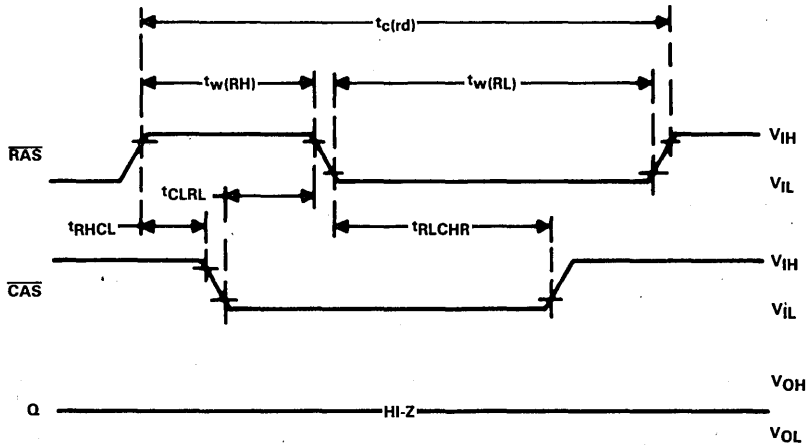 tc(rd)
tw(RH) tw(RL)
RAS VIH
VIL
tCLRL
tRHCL tRLCHR
VIH
CAS
ViL
VOH
Q HI-Z
VOL